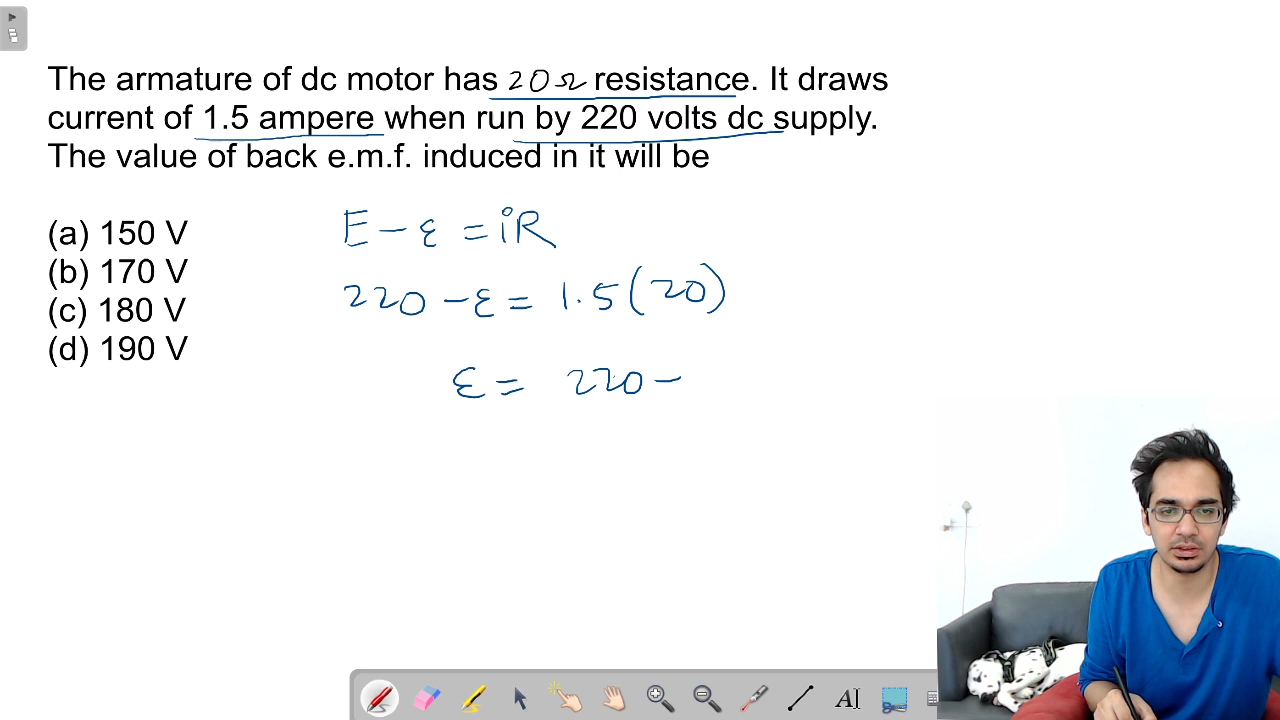 The armature of dc motor has 20Ω resistance. It draws
current of 1.5 ampere when run by 220 volts dc supply.
The value of back e.m.f. induced in it will be
(a) 150 V
(b) 170 V
(c) 180 V
(d) 190 V
E - ε = iR
220 - ε = 1.5(20)
ε = 220 -
AI